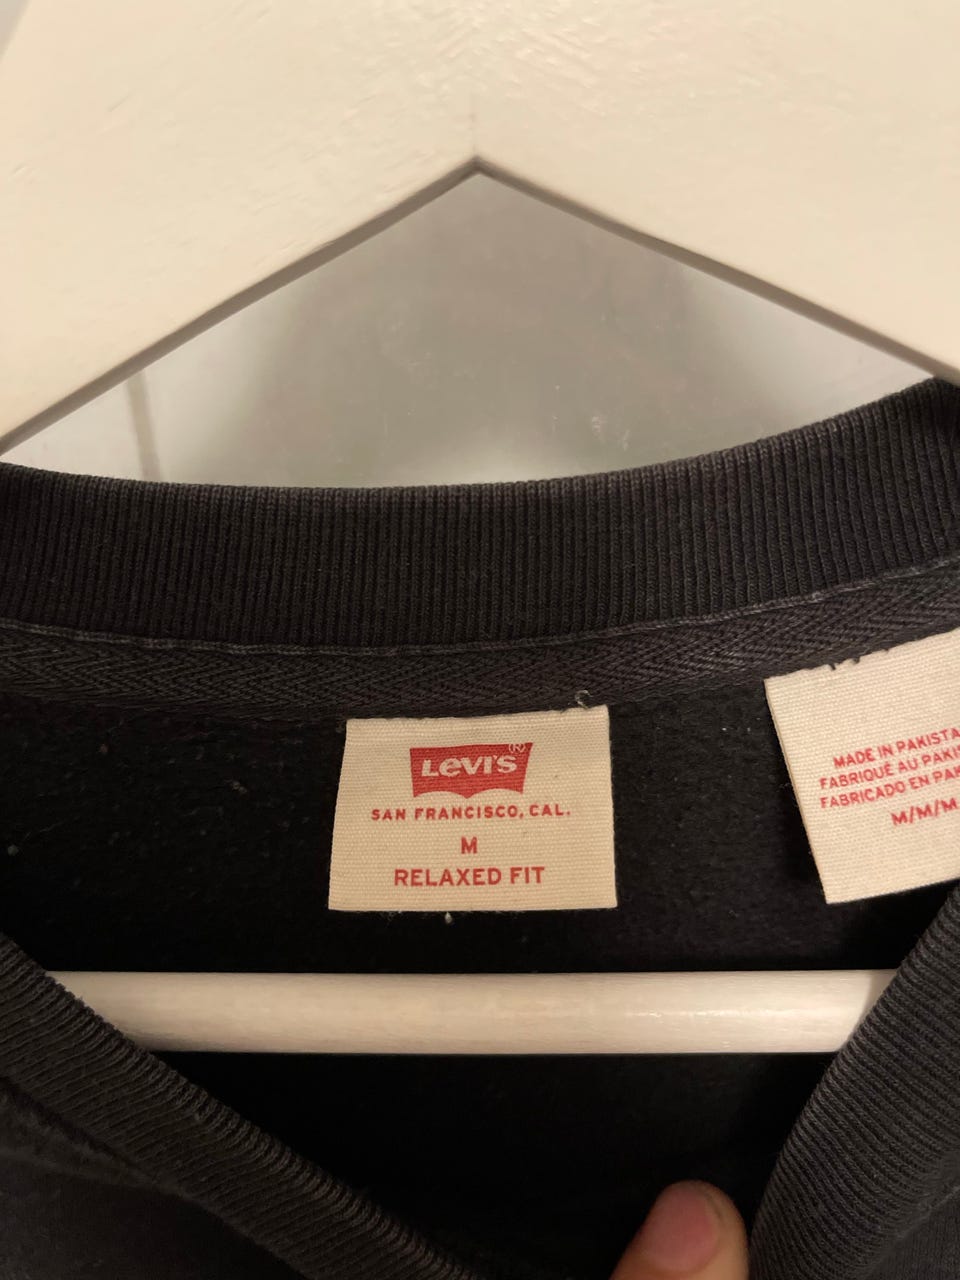 Levi's®
SAN FRANCISCO, CAL.
M
RELAXED FIT
MADE IN
FABRIQUÉ AU
FABRICADO EN
M/M/M